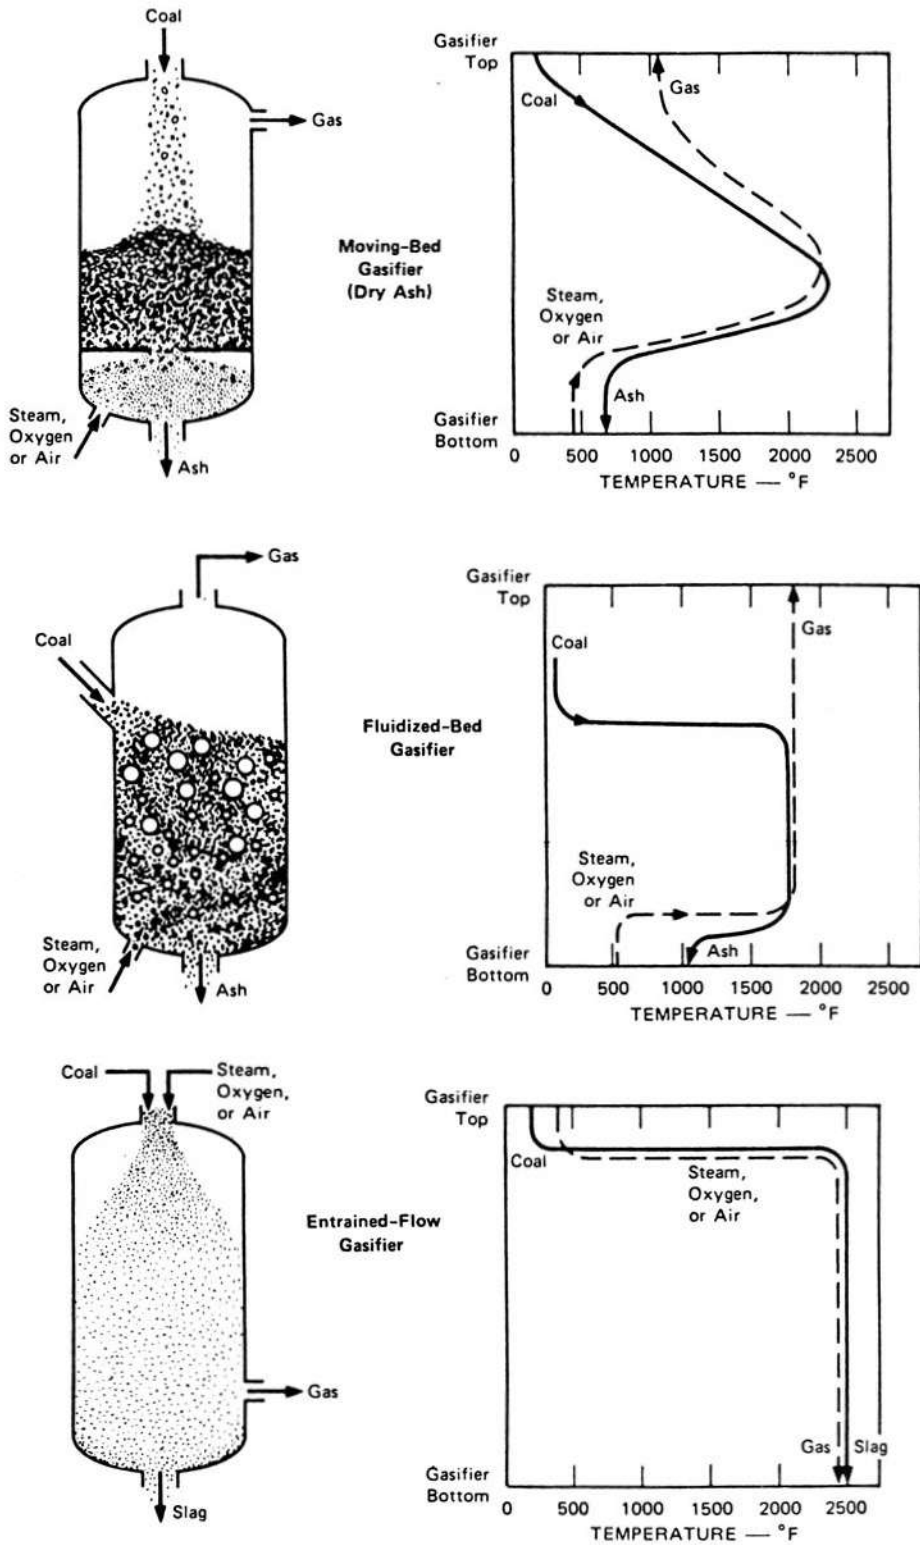 Coal
Gas
Moving-Bed
Gasifier
(Dry Ash)
Steam,
Oxygen
or Air
Ash
Gasifier
Top
Coal
Gas
Steam,
Oxygen
or Air
Ash
Gasifier
Bottom
0 500 1000 1500 2000 2500
TEMPERATURE — °F
Gas
Coal
Fluidized-Bed
Gasifier
Steam,
Oxygen
or Air
Ash
Gasifier
Top
Coal
Gas
Steam,
Oxygen
or Air
Ash
Gasifier
Bottom
0 500 1000 1500 2000 2500
TEMPERATURE — °F
Coal
Steam,
Oxygen,
or Air
Entrained-Flow
Gasifier
Gas
Slag
Gasifier
Top
Coal
Steam,
Oxygen,
or Air
Gas
Slag
Gasifier
Bottom
0 500 1000 1500 2000 2500
TEMPERATURE — °F